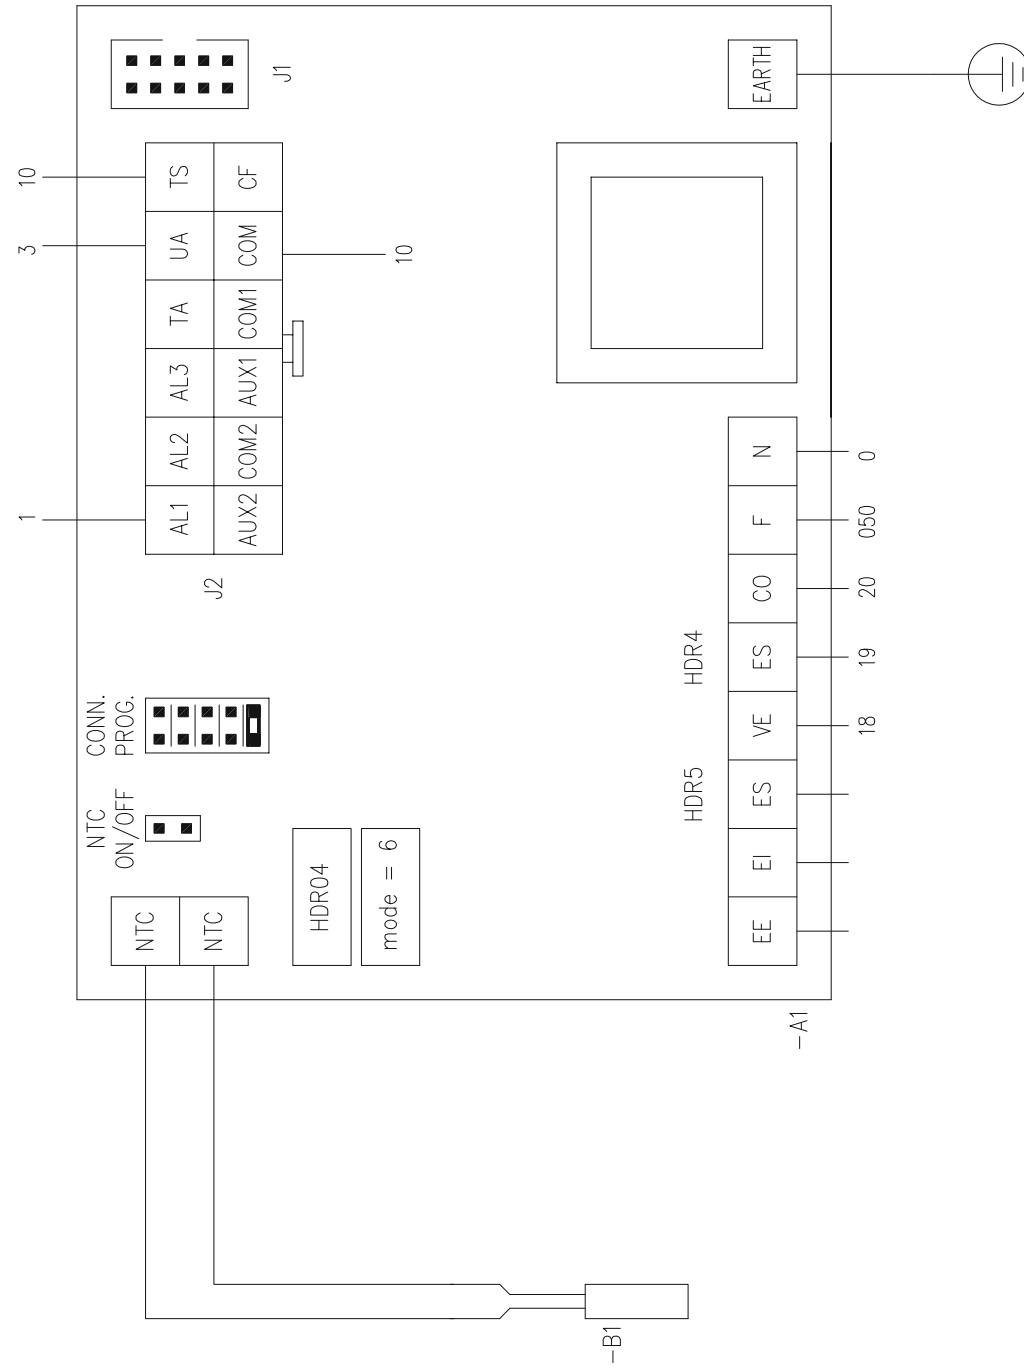 10
3
1
J1
TS
UA
TA
AL3
AL2
AL1
CF
COM
COM1
AUX1
COM2
AUX2
10
J2
CONN.
PROG.
NTC
ON/OFF
NTC
NTC
HDR04
mode = 6
EARTH
HDR4
HDR5
N
F
CO
ES
VE
ES
EI
EE
0
050
20
19
18
-A1
-B1